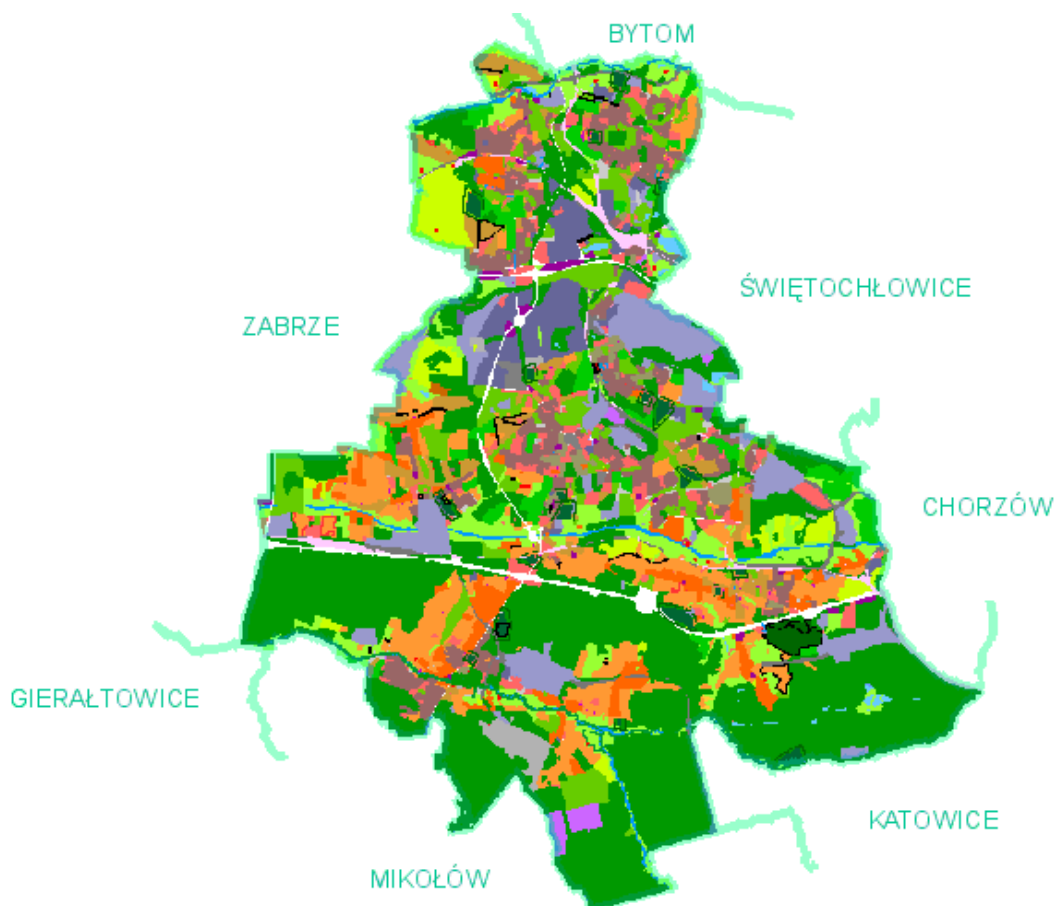 BYTOM
ŚWIĘTOCHŁOWICE
ZABRZE
CHORZÓW
GIERAŁTOWICE
KATOWICE
MIKOŁÓW